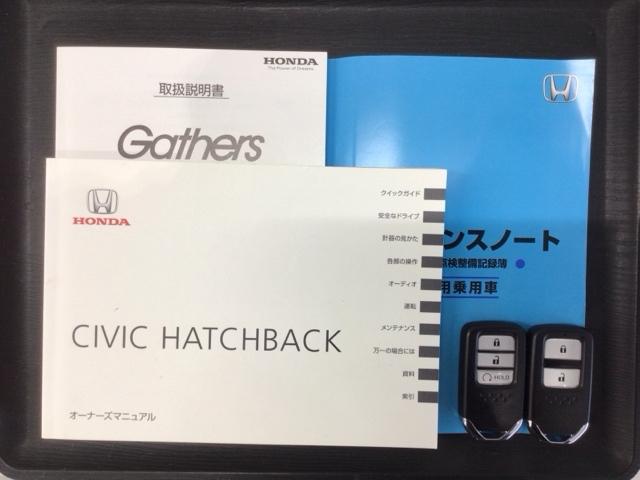 HONDA
The Power of Dreams
取扱説明書
Gathers
HONDA
CIVIC HATCHBACK
オーナーズマニュアル
クイックガイド
安全なドライブ
計器の見かた
各部の操作
オーディオ
運転
メンテナンス
万一の場合には
資料
索引
ンスノート
点検整備記録簿
用乗用車
HOLD